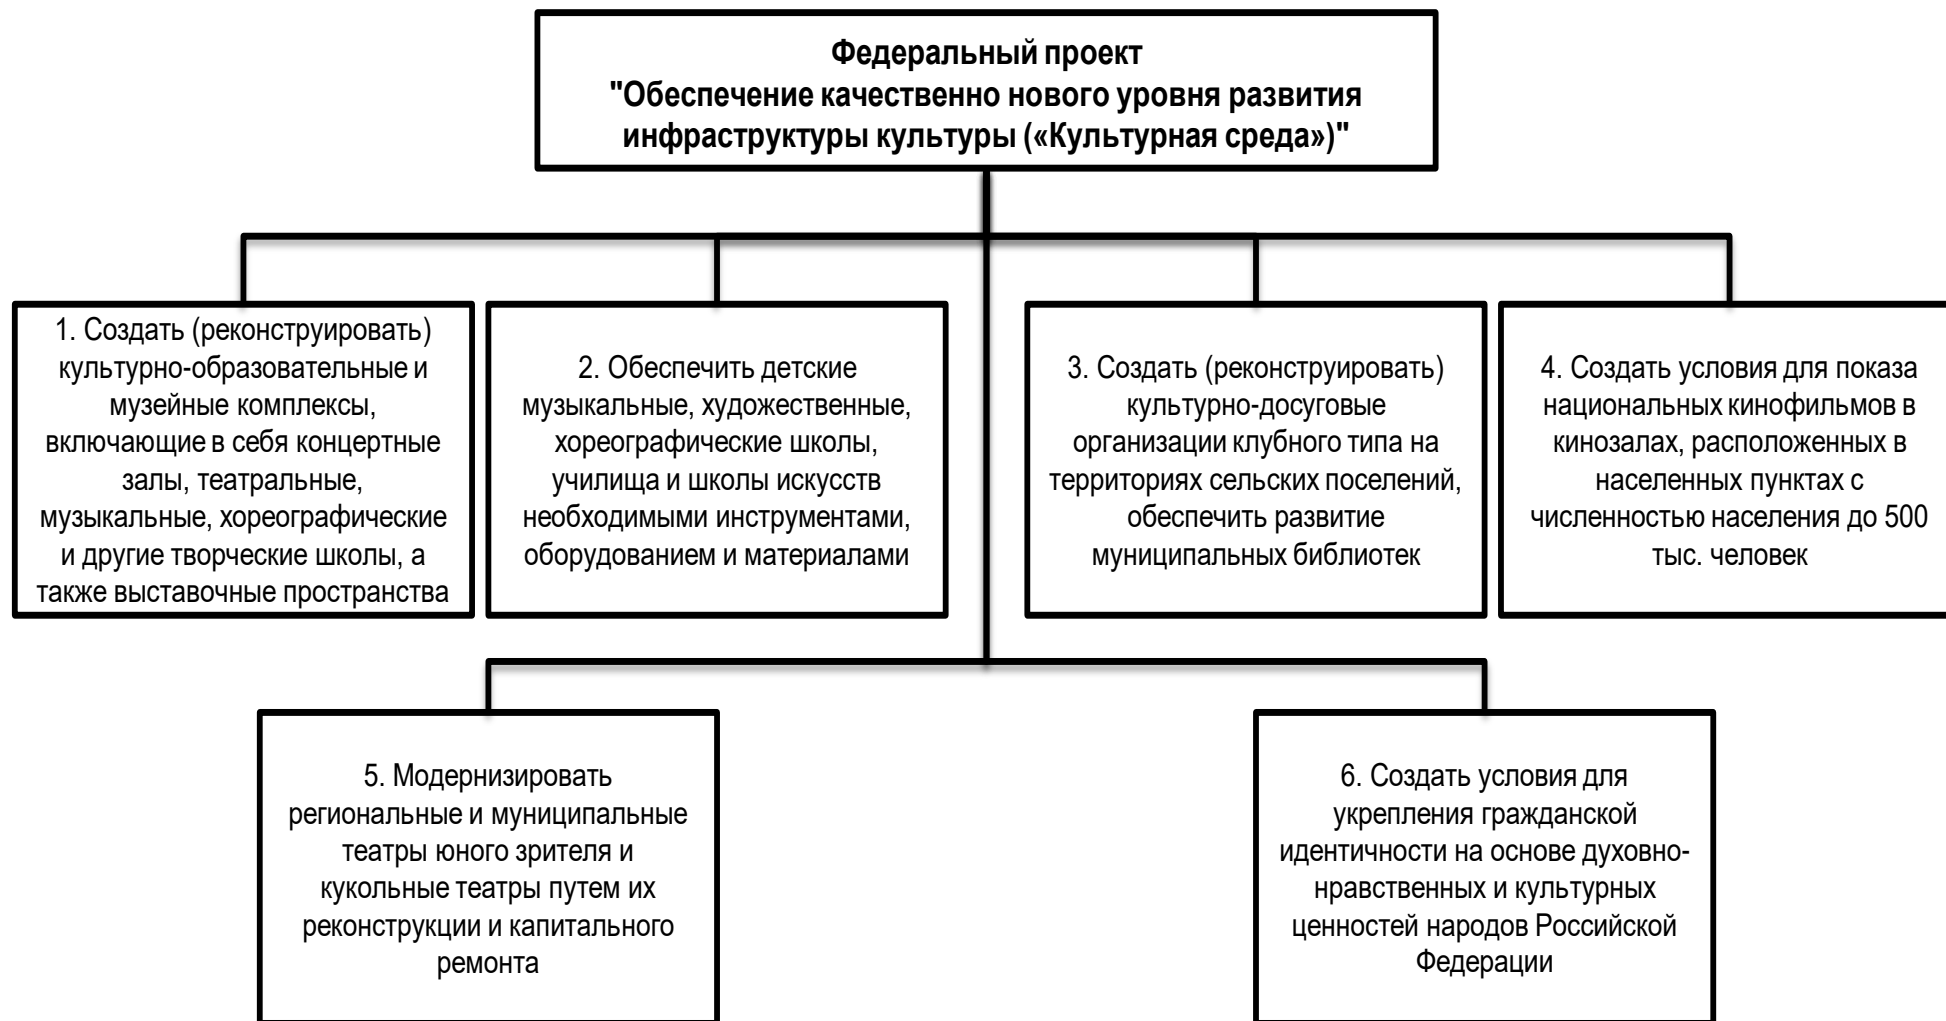 Федеральный проект
"Обеспечение качественно нового уровня развития
инфраструктуры культуры («Культурная среда»)"
1. Создать (реконструировать)
культурно-образовательные и
музейные комплексы,
включающие в себя концертные
залы, театральные,
музыкальные, хореографические
и другие творческие школы, а
также выставочные пространства
2. Обеспечить детские
музыкальные, художественные,
хореографические школы,
училища и школы искусств
необходимыми инструментами,
оборудованием и материалами
3. Создать (реконструировать)
культурно-досуговые
организации клубного типа на
территориях сельских поселений,
обеспечить развитие
муниципальных библиотек
4. Создать условия для показа
национальных кинофильмов в
кинозалах, расположенных в
населенных пунктах с
численностью населения до 500
тыс. человек
5. Модернизировать
региональные и муниципальные
театры юного зрителя и
кукольные театры путем их
реконструкции и капитального
ремонта
6. Создать условия для
укрепления гражданской
идентичности на основе духовно-
нравственных и культурных
ценностей народов Российской
Федерации